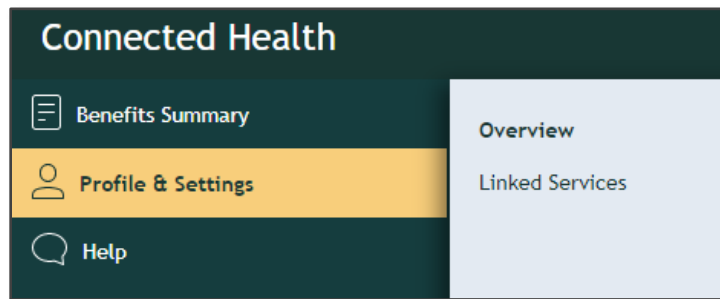 Connected Health
Benefits Summary
Profile & Settings
Help
Overview
Linked Services